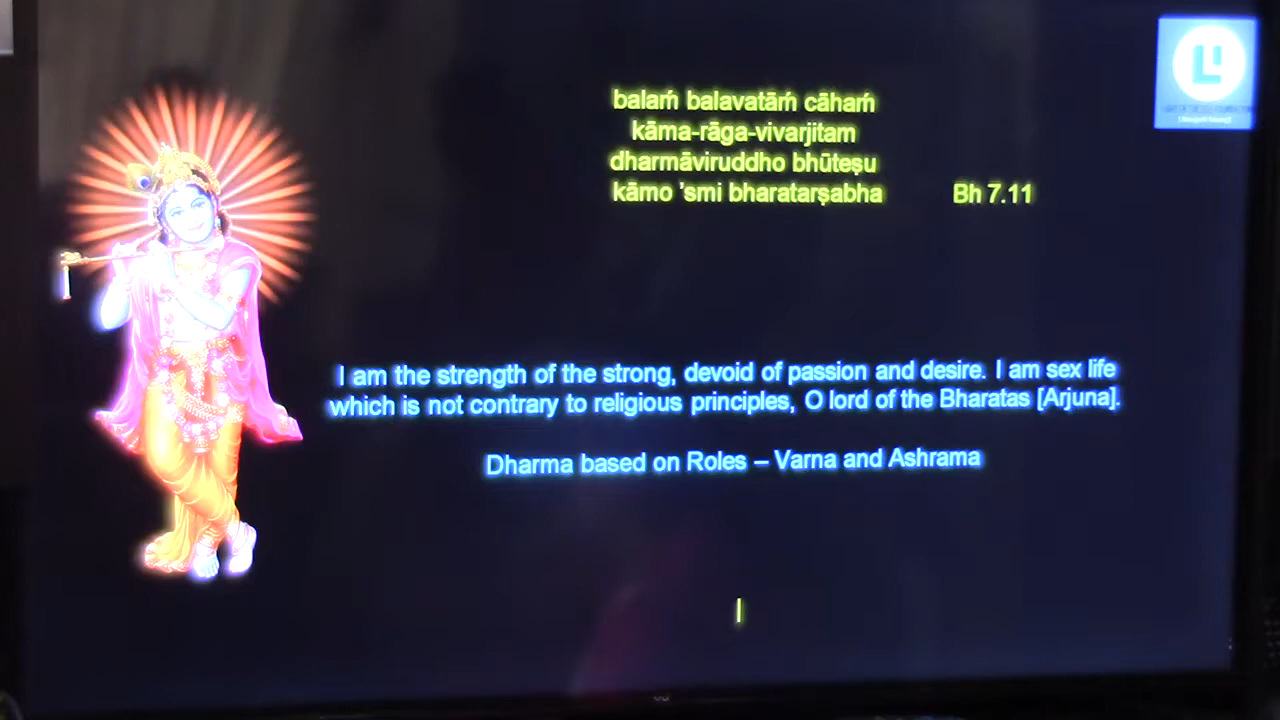 balaṁ balavatāṁ cāhaṁ
kāma-rāga-vivarjitam
dharmāviruddho bhūteṣu
kāmo ’smi bharatarṣabha Bh 7.11
I am the strength of the strong, devoid of passion and desire. I am sex life
which is not contrary to religious principles, O lord of the Bharatas [Arjuna].
Dharma based on Roles – Varna and Ashrama